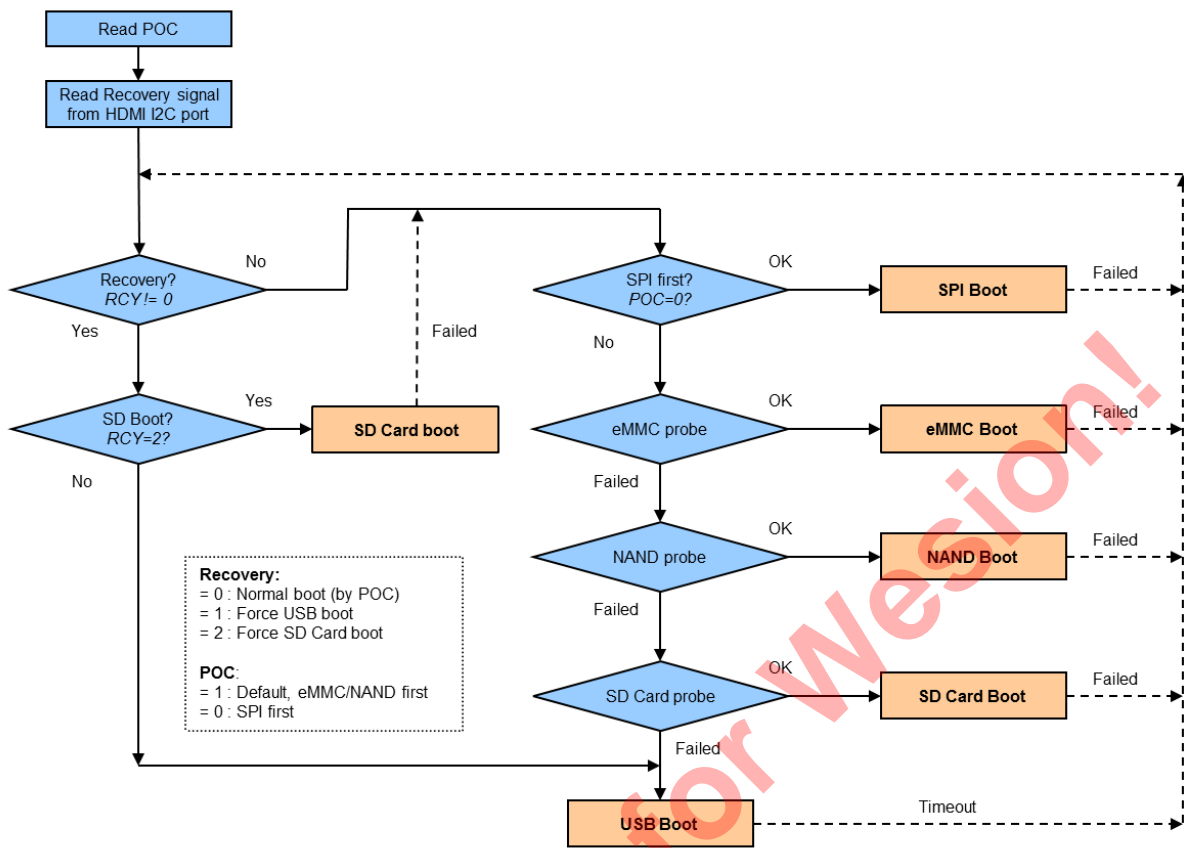 Read POC
Read Recovery signal
from HDMI I2C port
Recovery?
RCY != 0
No
Yes
SD Boot?
RCY=2?
Yes
No
SD Card boot
Failed
SPI first?
POC=0?
OK
SPI Boot
Failed
No
eMMC probe
OK
eMMC Boot
Failed
Failed
NAND probe
OK
NAND Boot
Failed
Failed
SD Card probe
OK
SD Card Boot
Failed
Failed
USB Boot
Timeout
Recovery:
= 0 : Normal boot (by POC)
= 1 : Force USB boot
= 2 : Force SD Card boot
POC:
= 1 : Default, eMMC/NAND first
= 0 : SPI first
for Wesion!